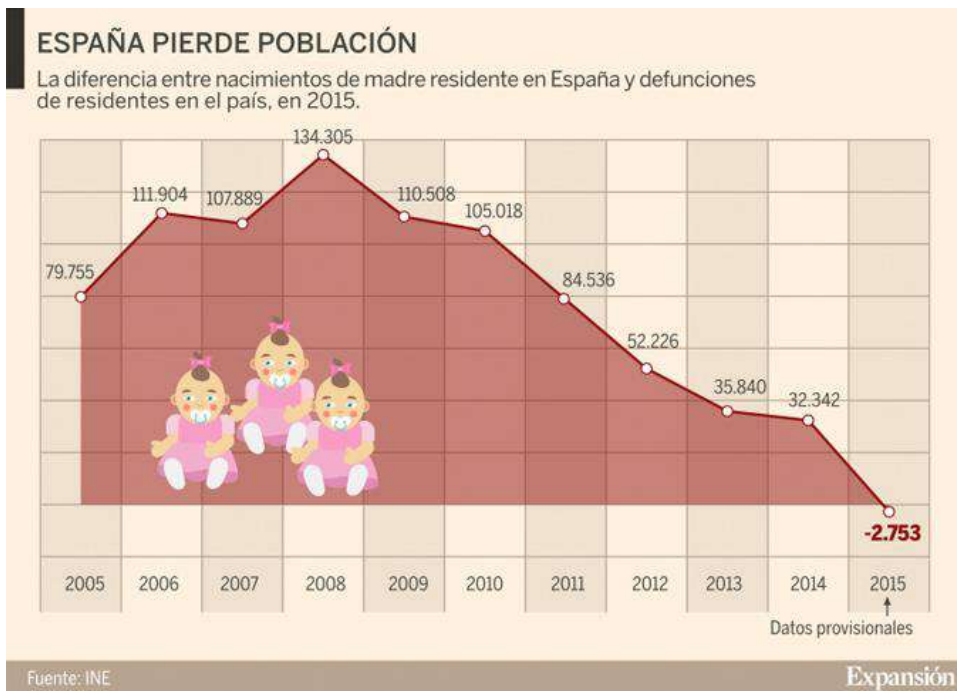 ESPAÑA PIERDE POBLACIÓN
La diferencia entre nacimientos de madre residente en España y defunciones
de residentes en el país, en 2015.
134.305
111.904
107.889
110.508
105.018
79.755
84.536
52.226
35.840
32.342
-2.753
2005 2006 2007 2008 2009 2010 2011 2012 2013 2014 2015
Datos provisionales
Fuente: INE
Expansión